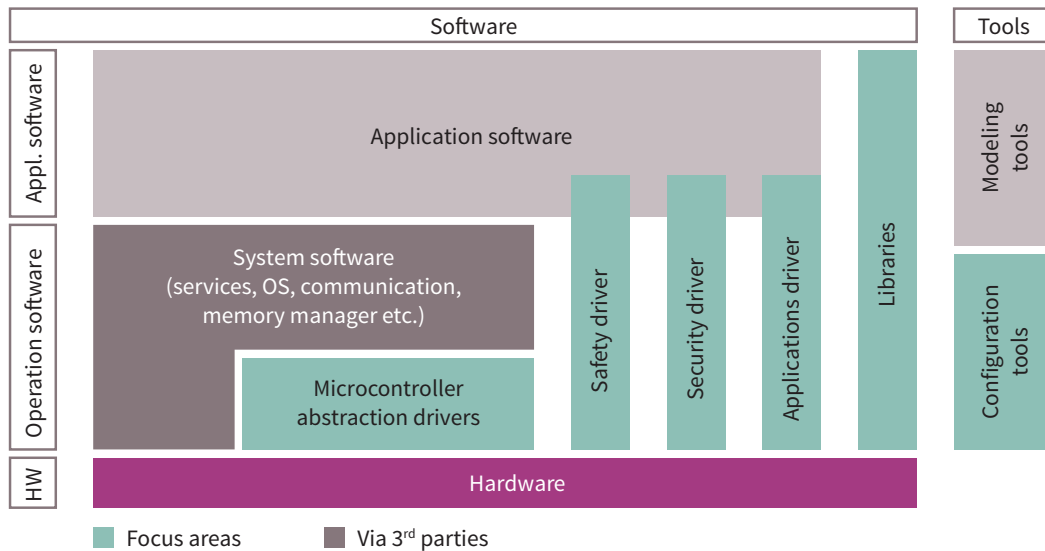 Software
Tools
Appl. software
Application software
Modeling
tools
Operation software
System software
(services, OS, communication,
memory manager etc.)
Microcontroller
abstraction drivers
Safety driver
Security driver
Applications driver
Libraries
Configuration
tools
HW
Hardware
Focus areas
Via 3rd parties